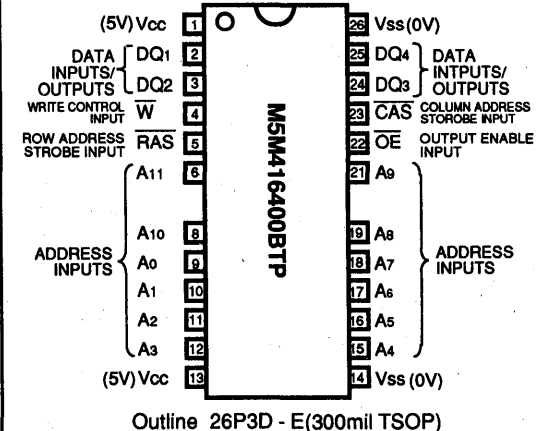 (5V) Vcc 1 26 Vss (0V)
DATA INPUTS/ OUTPUTS
DQ1 2 25 DQ4
DQ2 3 24 DQ3
DATA INTPUTS/ OUTPUTS
WRITE CONTROL INPUT W 4 23 CAS COLUMN ADDRESS STOROBE INPUT
ROW ADDRESS STROBE INPUT RAS 5 22 OE OUTPUT ENABLE INPUT
A11 6 21 A9
A10 8 19 A8
ADDRESS INPUTS
A0 9 18 A7
ADDRESS INPUTS
A1 10 17 A6
A2 11 16 A5
A3 12 15 A4
(5V) Vcc 13 14 Vss (0V)
M5M416400BTP
Outline 26P3D - E(300mil TSOP)